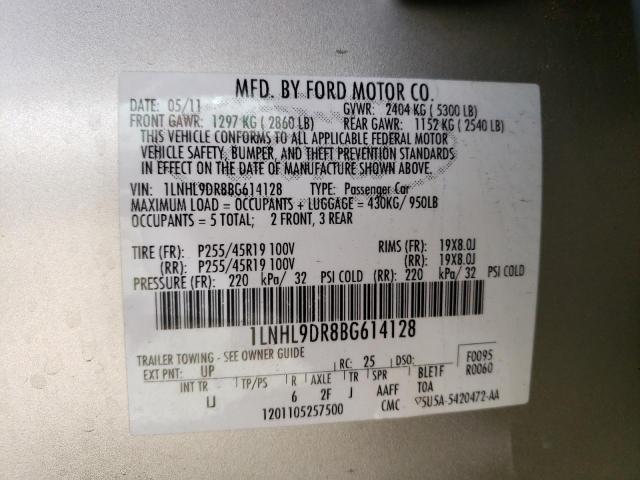 MFD. BY FORD MOTOR CO.
DATE: 05/11 GVWR: 2404 KG ( 5300 LB)
FRONT GAWR: 1297 KG ( 2860 LB) REAR GAWR: 1152 KG ( 2540 LB)
THIS VEHICLE CONFORMS TO ALL APPLICABLE FEDERAL MOTOR
VEHICLE SAFETY, BUMPER, AND THEFT PREVENTION STANDARDS
IN EFFECT ON THE DATE OF MANUFACTURE SHOWN ABOVE.
VIN: 1LNHL9DR8BG614128 TYPE: Passenger Car
MAXIMUM LOAD = OCCUPANTS + LUGGAGE = 430KG/ 950LB
OCCUPANTS = 5 TOTAL; 2 FRONT, 3 REAR
TIRE (FR): P255/45R19 100V RIMS (FR): 19X8.0J
(RR): P255/45R19 100V (RR): 19X8.0J
PRESSURE (FR): 220 kPa/ 32 PSI COLD (RR): 220 kPa/ 32 PSI COLD
1LNHL9DR8BG614128
TRAILER TOWING - SEE OWNER GUIDE
EXT PNT: UP RC: 25 DSO: F0095
R0060
INT TR TP/PS R AXLE TR SPR BLE1F
IJ 6 2F J AAFF TOA
1201105257500 CMC 5U5A-5420472-AA